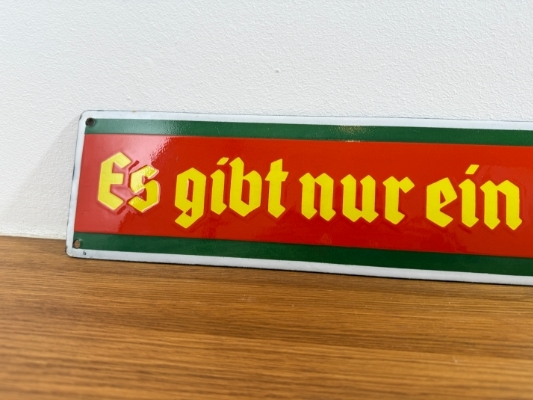 Es gibt nur ein